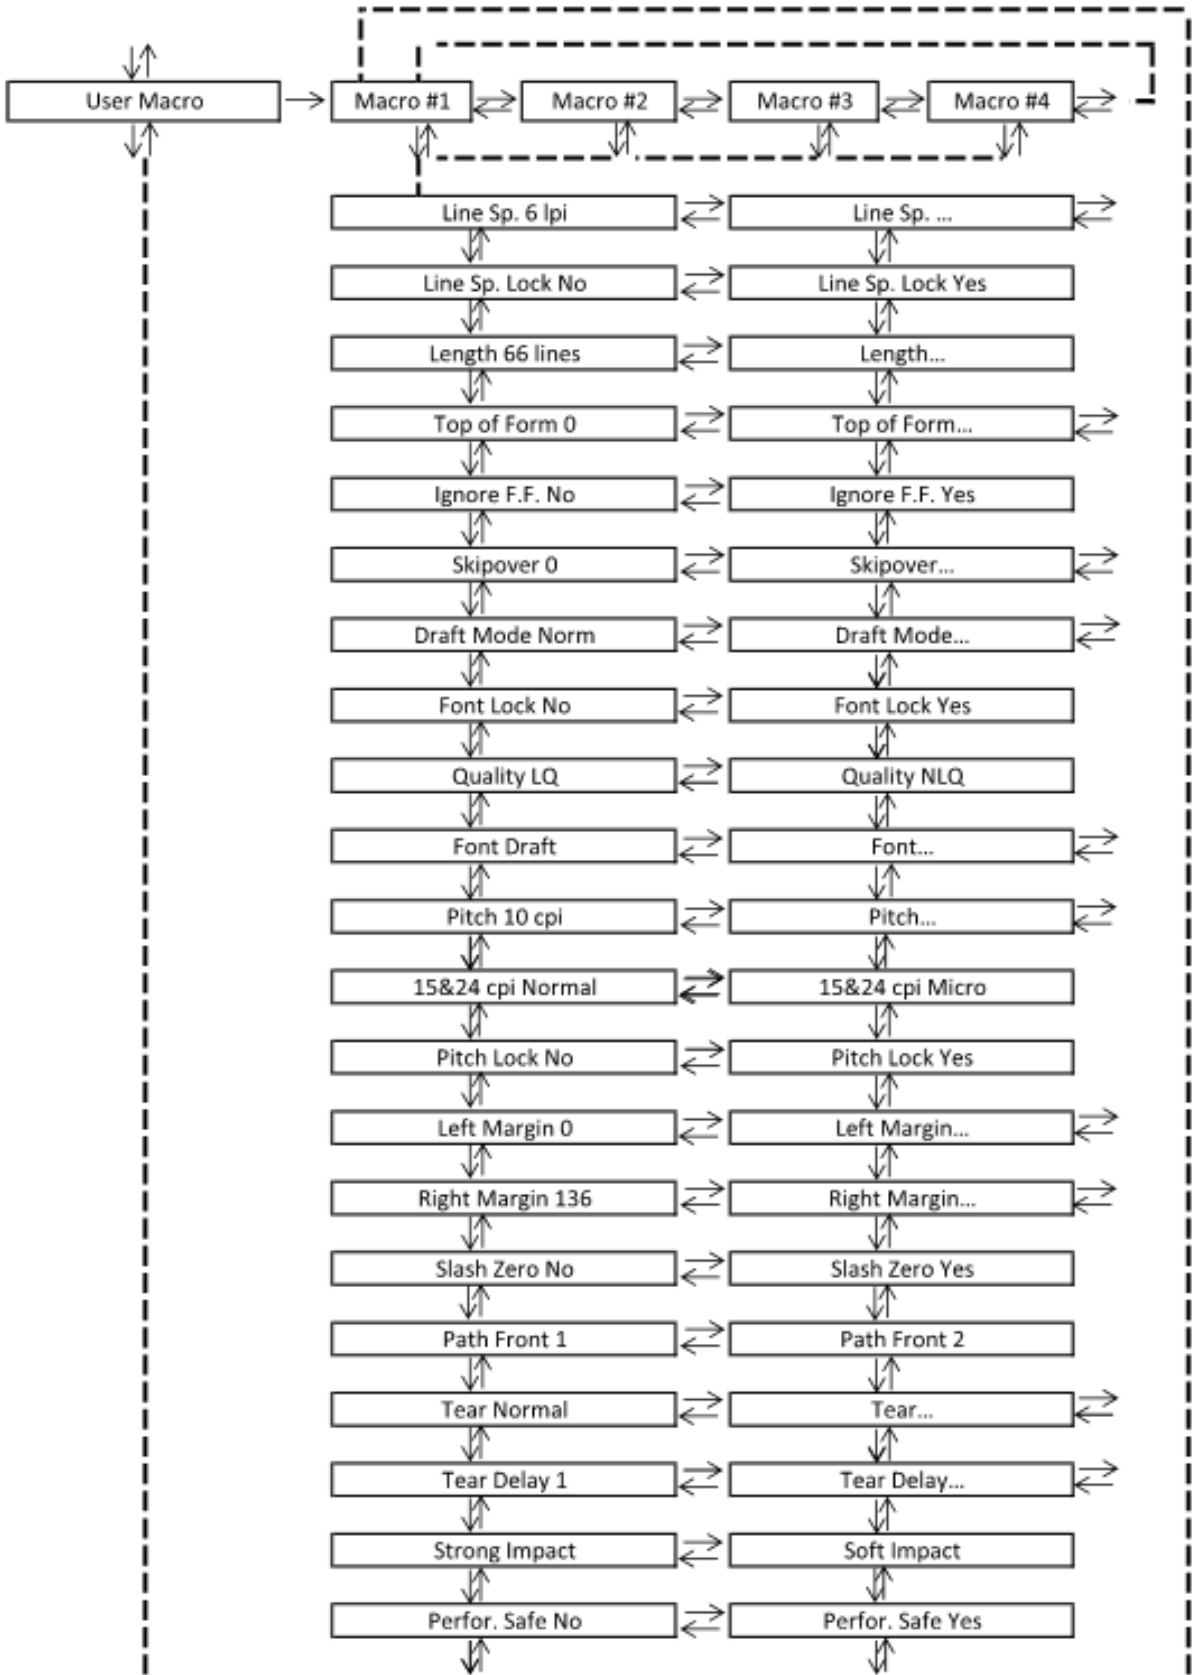 User Macro Macro #1 Macro #2 Macro #3 Macro #4
Line Sp. 6 lpi Line Sp. ...
Line Sp. Lock No Line Sp. Lock Yes
Length 66 lines Length...
Top of Form 0 Top of Form...
Ignore F.F. No Ignore F.F. Yes
Skipover 0 Skipover...
Draft Mode Norm Draft Mode...
Font Lock No Font Lock Yes
Quality LQ Quality NLQ
Font Draft Font...
Pitch 10 cpi Pitch...
15&24 cpi Normal 15&24 cpi Micro
Pitch Lock No Pitch Lock Yes
Left Margin 0 Left Margin...
Right Margin 136 Right Margin...
Slash Zero No Slash Zero Yes
Path Front 1 Path Front 2
Tear Normal Tear...
Tear Delay 1 Tear Delay...
Strong Impact Soft Impact
Perfor. Safe No Perfor. Safe Yes